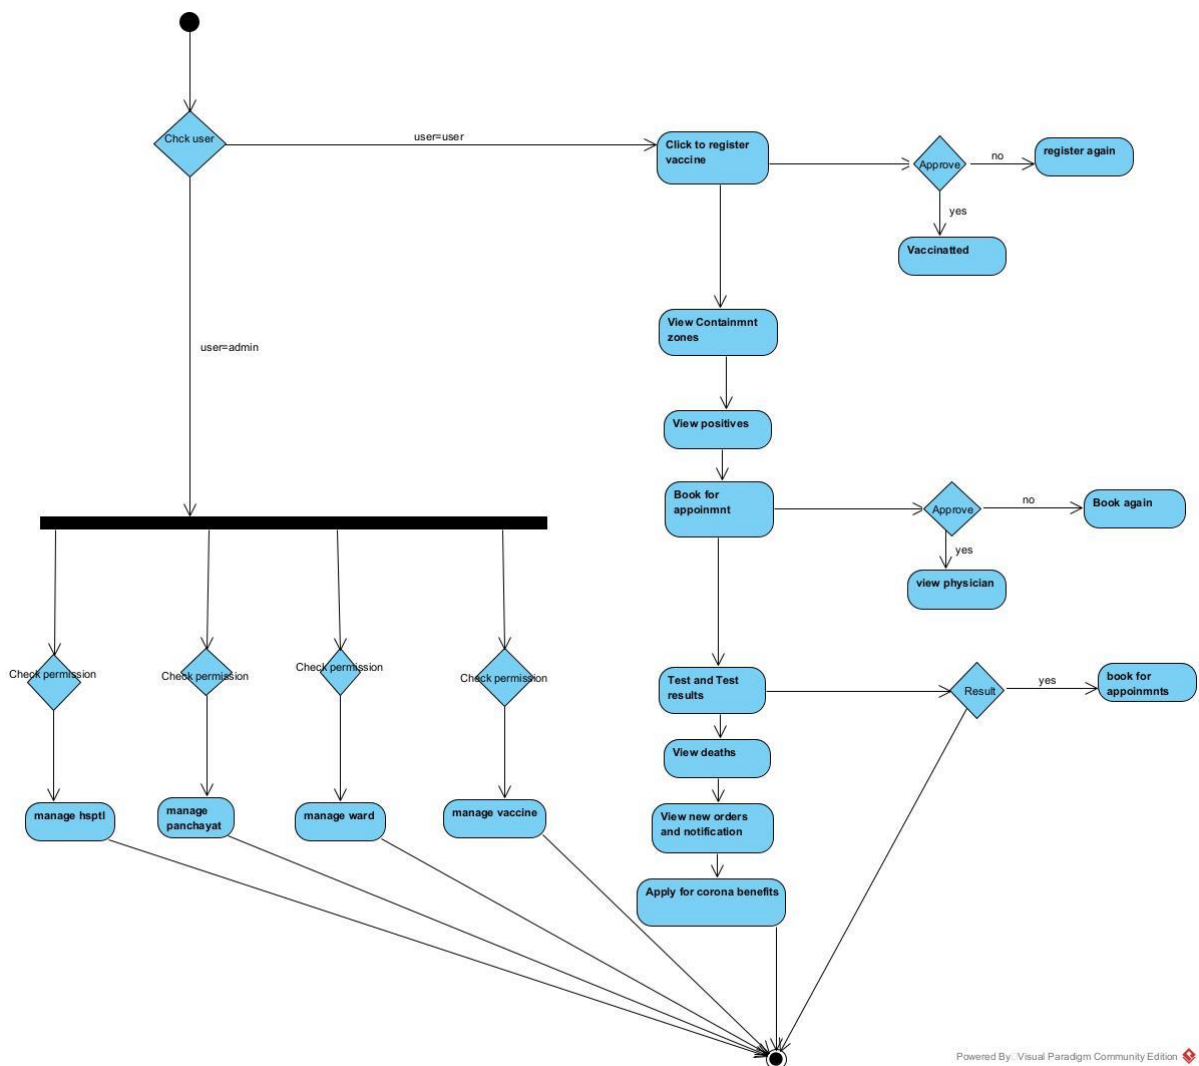 Chck user
user=user
Click to register
vaccine
Approve
no
register again
yes
Vaccinatted
View Containmnt
zones
user=admin
View positives
Book for
appoinmnt
Approve
no
Book again
yes
view physician
Check permission
Check permission
Check permission
Check permission
Test and Test
results
Result
yes
book for
appoinmnts
View deaths
manage hsptl
manage
panchayat
manage ward
manage vaccine
View new orders
and notification
Apply for corona benefits
Powered By: Visual Paradigm Community Edition